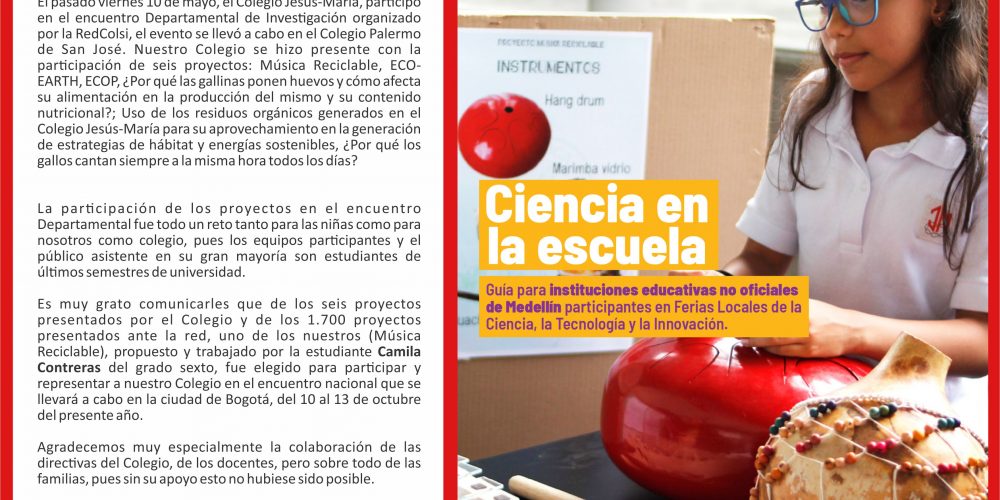 El pasado viernes 10 de mayo, el Colegio Jesús-María, participó
en el encuentro Departamental de Investigación organizado
por la RedColsi, el evento se llevó a cabo en el Colegio Palermo
de San José. Nuestro Colegio se hizo presente con la
participación de seis proyectos: Música Reciclable, ECO-
EARTH, ECOP, ¿Por qué las gallinas ponen huevos y cómo afecta
su alimentación en la producción del mismo y su contenido
nutricional?; Uso de los residuos orgánicos generados en el
Colegio Jesús-María para su aprovechamiento en la generación
de estrategias de hábitat y energías sostenibles, ¿Por qué los
gallos cantan siempre a la misma hora todos los días?
La participación de los proyectos en el encuentro
Departamental fue todo un reto tanto para las niñas como para
nosotros como colegio, pues los equipos participantes y el
público asistente en su gran mayoría son estudiantes de
últimos semestres de universidad.
Es muy grato comunicarles que de los seis proyectos
presentados por el Colegio y de los 1.700 proyectos
presentados ante la red, uno de los nuestros (Música
Reciclable), propuesto y trabajado por la estudiante Camila
Contreras del grado sexto, fue elegido para participar y
representar a nuestro Colegio en el encuentro nacional que se
llevará a cabo en la ciudad de Bogotá, del 10 al 13 de octubre
del presente año.
Agradecemos muy especialmente la colaboración de las
directivas del Colegio, de los docentes, pero sobre todo de las
familias, pues sin su apoyo esto no hubiese sido posible.
PROYECTO MUSICA RECICLABLE
INSTRUMENTOS
Hang drum
Marimba vidrio
Ciencia en
la escuela
Guía para instituciones educativas no oficiales
de Medellín participantes en Ferias Locales de la
Ciencia, la Tecnología y la Innovación.